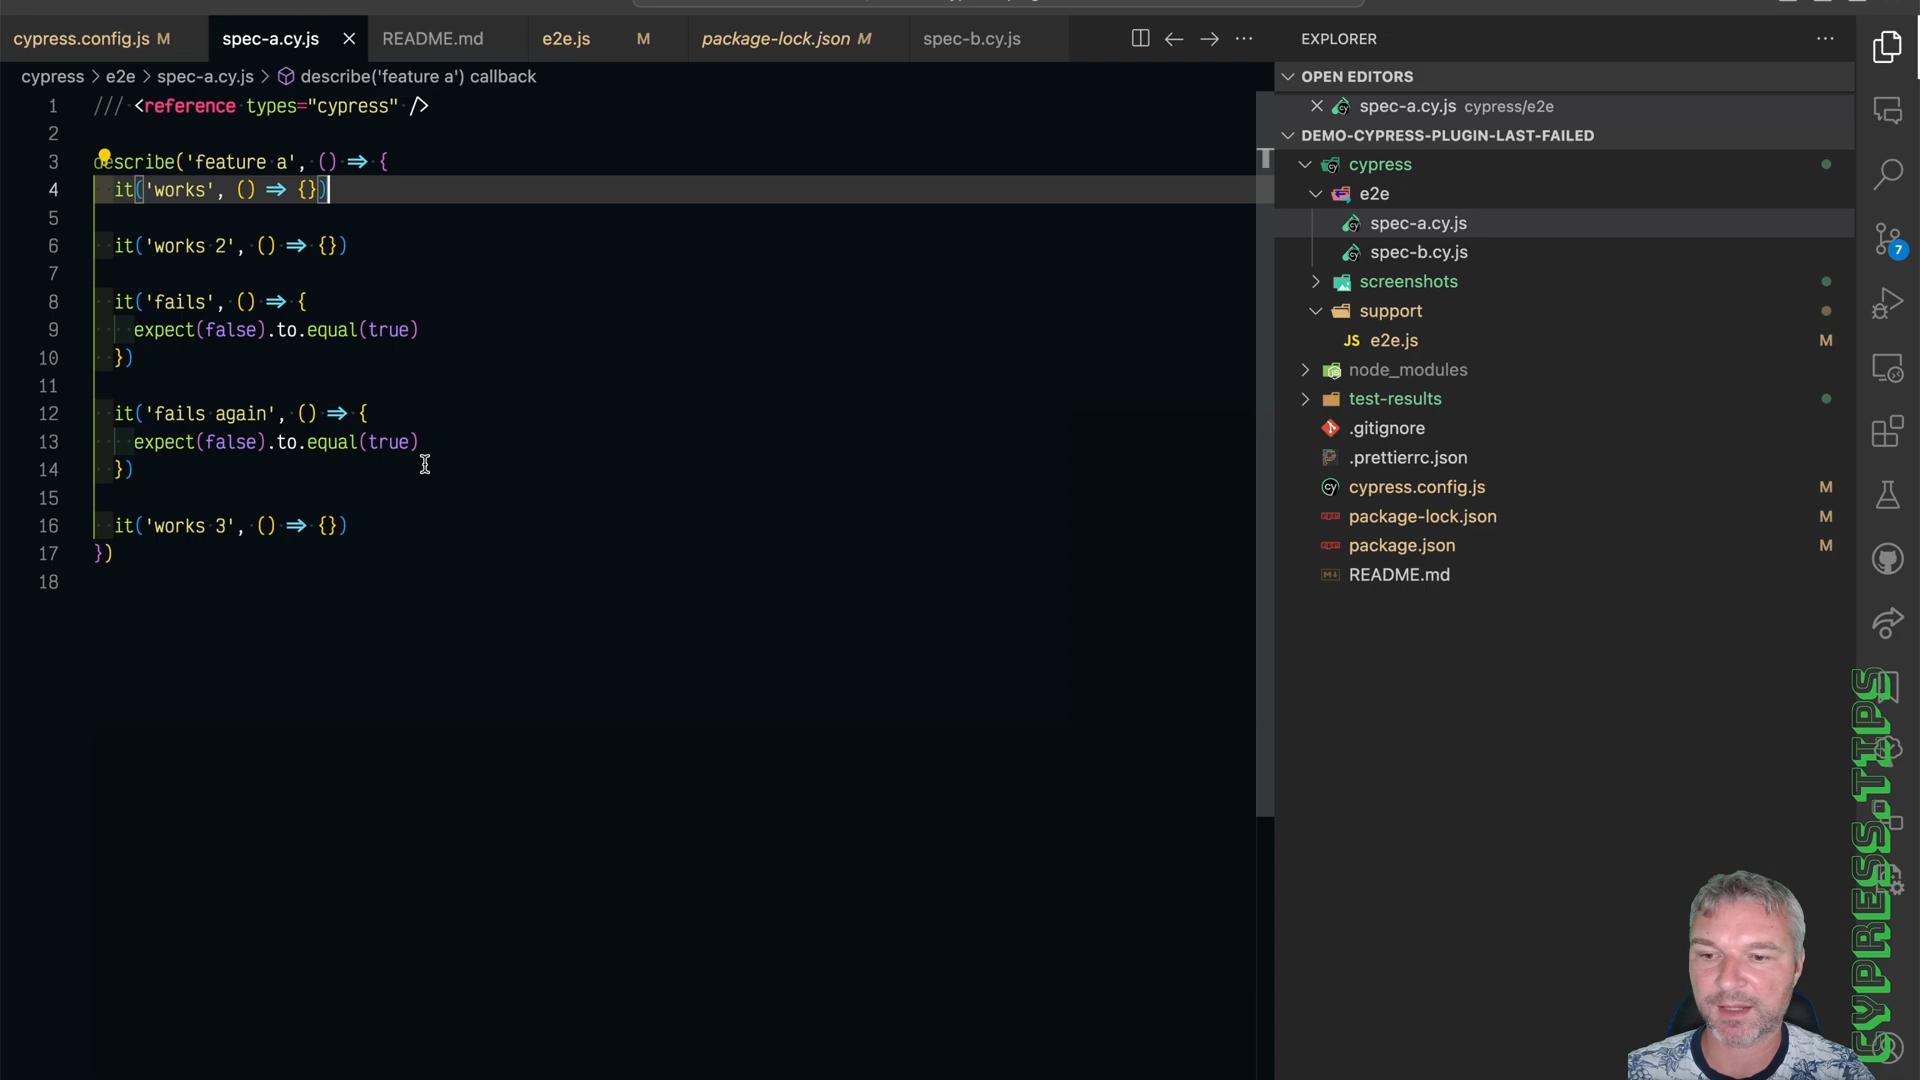 cypress.config.js M
spec-a.cy.js
README.md
e2e.js M
package-lock.json M
spec-b.cy.js
cypress > e2e > spec-a.cy.js > describe('feature a') callback
1 /// <reference types="cypress" />
2
3 describe('feature a', () => {
4 it('works', () => {})
5
6 it('works 2', () => {})
7
8 it('fails', () => {
9 expect(false).to.equal(true)
10 })
11
12 it('fails again', () => {
13 expect(false).to.equal(true)
14 })
15
16 it('works 3', () => {})
17 })
18
EXPLORER
OPEN EDITORS
spec-a.cy.js cypress/e2e
DEMO-CYPRESS-PLUGIN-LAST-FAILED
cypress
e2e
spec-a.cy.js
spec-b.cy.js
screenshots
support
JS e2e.js M
node_modules
test-results
.gitignore
.prettierrc.json
cypress.config.js M
package-lock.json M
package.json M
README.md
7
CYPRESS.TIPS